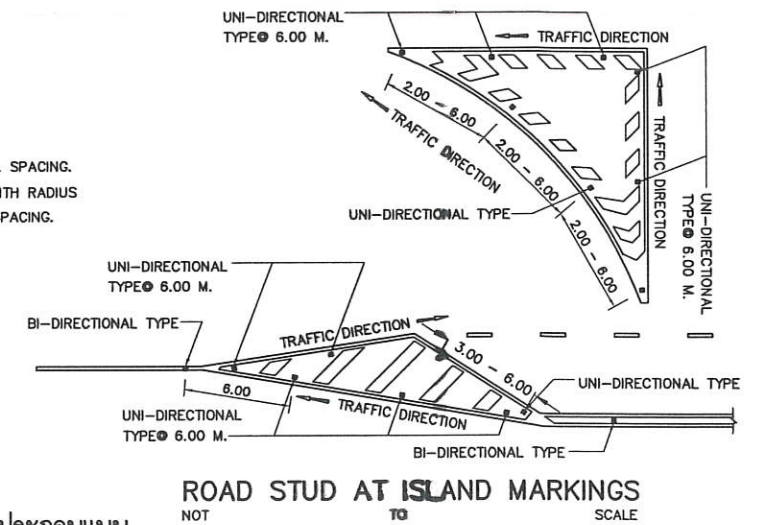 UNI-DIRECTIONAL
TYPE@ 6.00 M.
TRAFFIC DIRECTION
2.00 - 6.00
TRAFFIC DIRECTION
2.00 - 6.00
TRAFFIC DIRECTION
SPACING.
RADIUS
UNI-DIRECTIONAL TYPE
UNI-DIRECTIONAL
TYPE@ 6.00 M.
2.00 - 6.00
UNI-DIRECTIONAL
TYPE@ 6.00 M.
BI-DIRECTIONAL TYPE
TRAFFIC DIRECTION
3.00 - 6.00
6.00
UNI-DIRECTIONAL TYPE
UNI-DIRECTIONAL
TYPE@ 6.00 M.
TRAFFIC DIRECTION
BI-DIRECTIONAL TYPE
ROAD STUD AT ISLAND MARKINGS
NOT TO SCALE